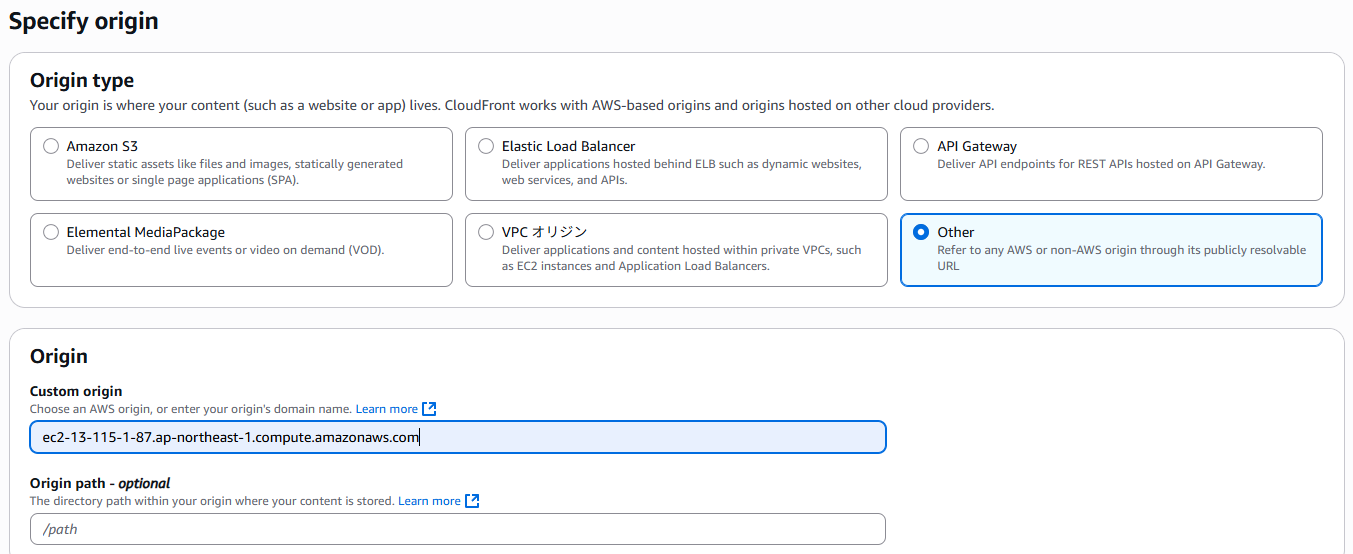 Specify origin
Origin type
Your origin is where your content (such as a website or app) lives. CloudFront works with AWS-based origins and origins hosted on other cloud providers.
Amazon S3
Deliver static assets like files and images, statically generated
websites or single page applications (SPA).
Elastic Load Balancer
Deliver applications hosted behind ELB such as dynamic websites,
web services, and APIs.
API Gateway
Deliver API endpoints for REST APIs hosted on API Gateway.
Elemental MediaPackage
Deliver end-to-end live events or video on demand (VOD).
VPC オリジン
Deliver applications and content hosted within private VPCs, such
as EC2 instances and Application Load Balancers.
Other
Refer to any AWS or non-AWS origin through its publicly resolvable
URL
Origin
Custom origin
Choose an AWS origin, or enter your origin's domain name. Learn more
ec2-13-115-1-87.ap-northeast-1.compute.amazonaws.com
Origin path - optional
The directory path within your origin where your content is stored. Learn more
/path